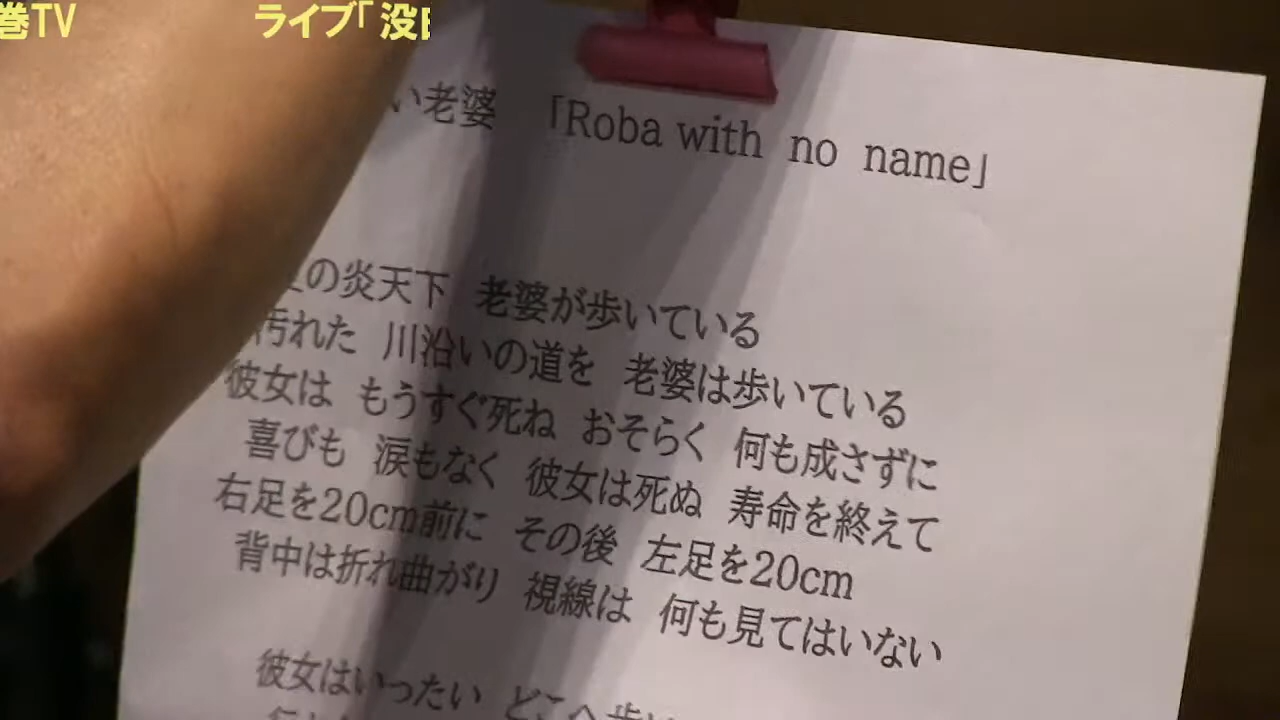 巻TV ライブ「没
い老婆 「Roba with no name」
の炎天下 老婆が歩いている
汚れた 川沿いの道を 老婆は歩いている
彼女は もうすぐ死ね おそらく 何も成さずに
喜びも 涙もなく 彼女は死ぬ 寿命を終えて
右足を20cm前に その後 左足を20cm
背中は折れ曲がり 視線は 何も見てはいない
彼女はいったい どこへ歩